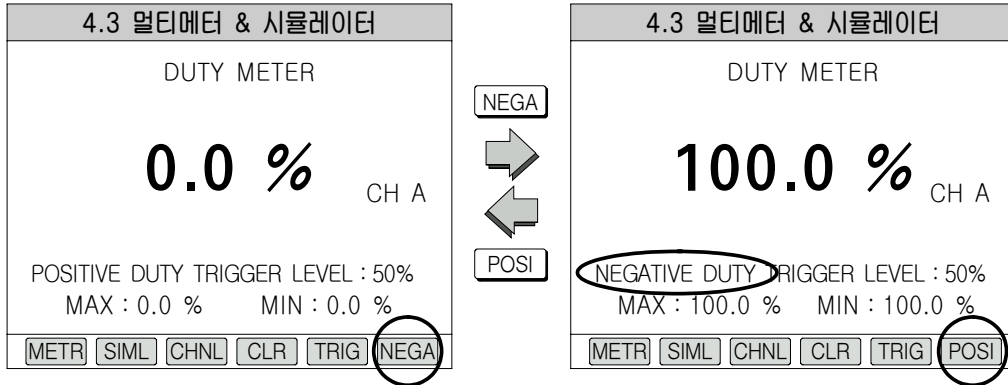 4.3 멀티메터 & 시뮬레이터
DUTY METER
0.0 %
CH A
POSITIVE DUTY TRIGGER LEVEL : 50%
MAX : 0.0 % MIN : 0.0 %
METR SIML CHNL CLR TRIG NEGA
NEGA
POSI
4.3 멀티메터 & 시뮬레이터
DUTY METER
100.0 %
CH A
NEGATIVE DUTY TRIGGER LEVEL : 50%
MAX : 100.0 % MIN : 100.0 %
METR SIML CHNL CLR TRIG POSI